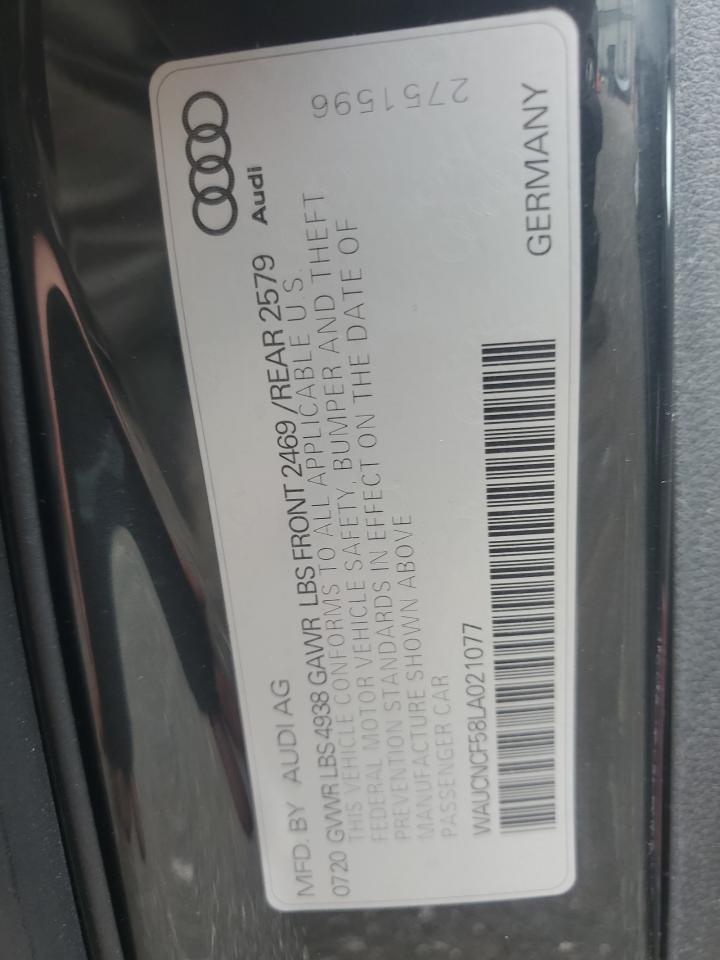 MFD. BY AUDI AG
0720 GVWR LBS 4938 GAWR LBS FRONT 2469 /REAR 2579
THIS VEHICLE CONFORMS TO ALL APPLICABLE U.S.
FEDERAL MOTOR VEHICLE SAFETY, BUMPER AND THEFT
PREVENTION STANDARDS IN EFFECT ON THE DATE OF
MANUFACTURE SHOWN ABOVE
PASSENGER CAR
WAUCNCF58LA021077
Audi
2751596
GERMANY